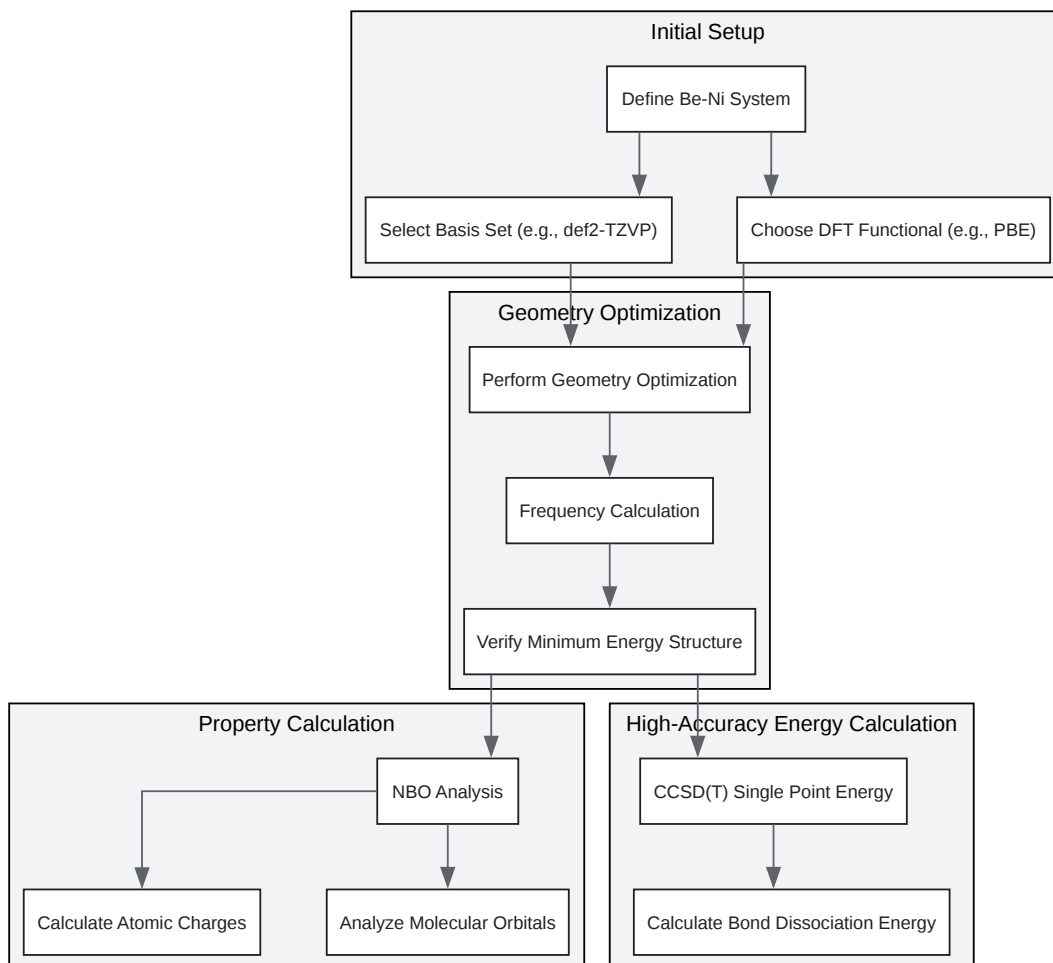 Initial Setup
Define Be-Ni System
Select Basis Set (e.g., def2-TZVP)
Choose DFT Functional (e.g., PBE)
Geometry Optimization
Perform Geometry Optimization
Frequency Calculation
Verify Minimum Energy Structure
Property Calculation
High-Accuracy Energy Calculation
NBO Analysis
CCSD(T) Single Point Energy
Calculate Atomic Charges
Analyze Molecular Orbitals
Calculate Bond Dissociation Energy